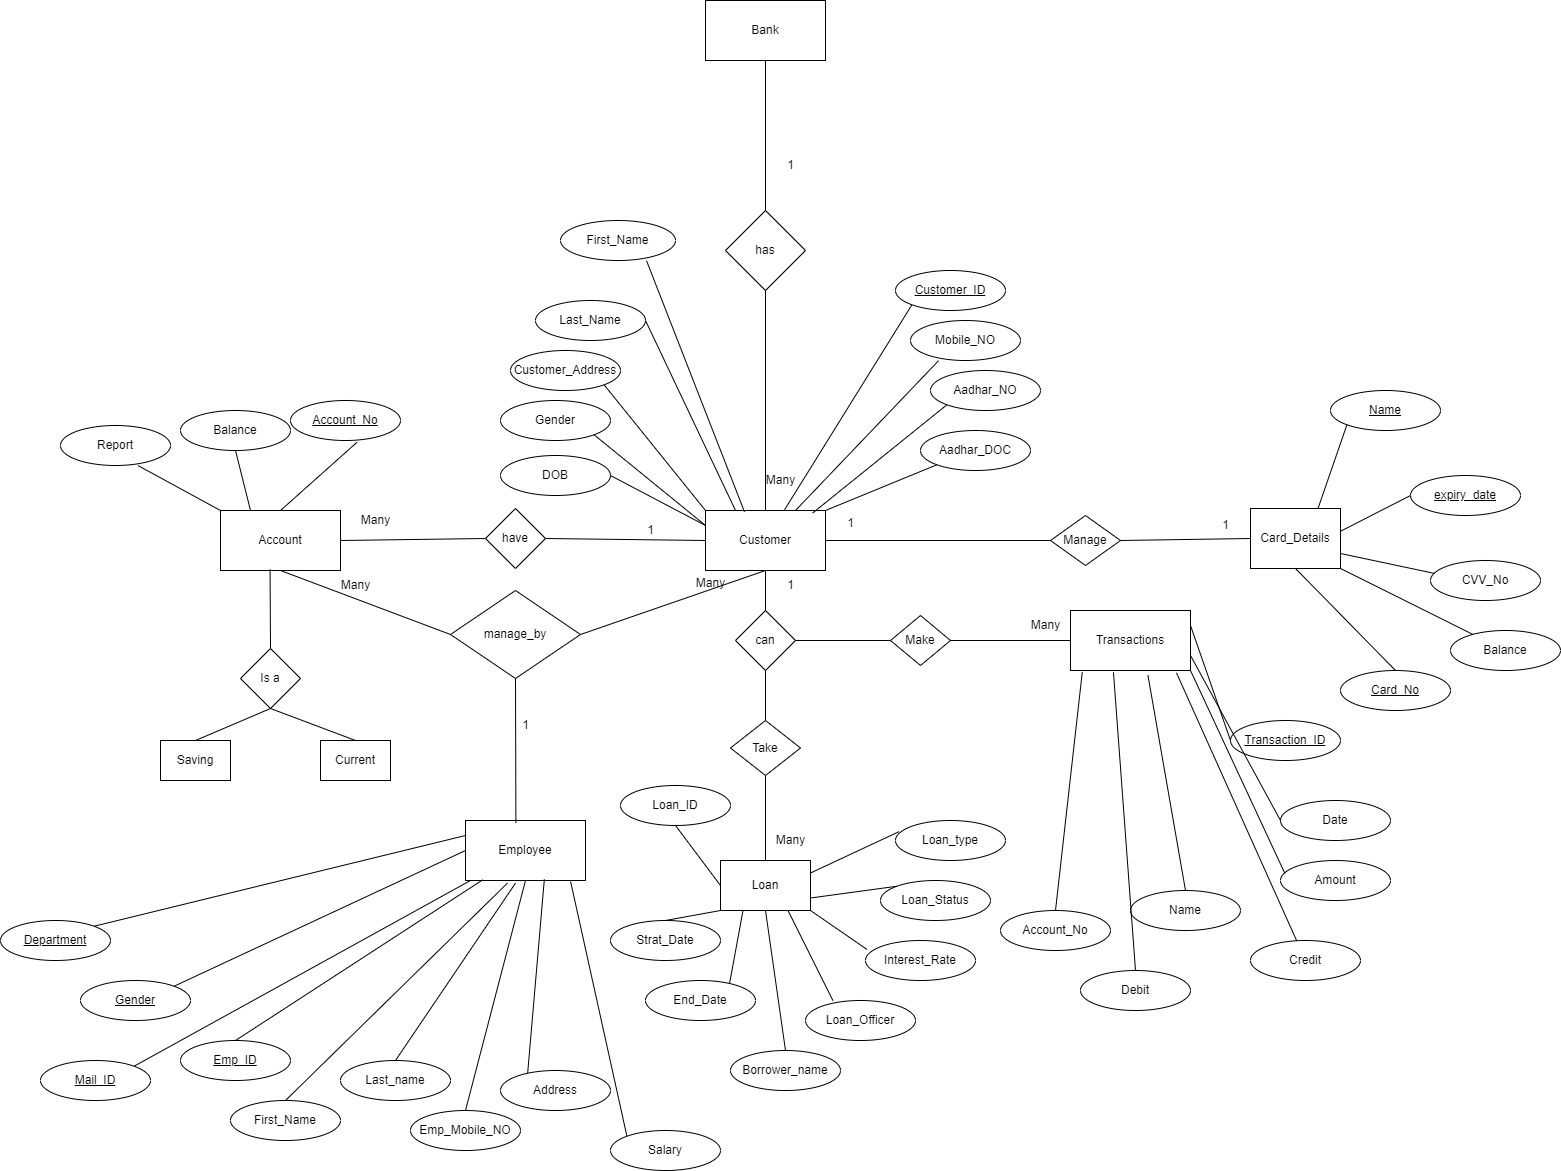 Bank
1
has
First_Name
Customer_ID
Last_Name
Mobile_NO
Customer_Address
Aadhar_NO
Gender
Aadhar_DOC
DOB
Many
Name
Account_No
Balance
Report
expiry_date
Many
1
1
1
Account
have
Customer
Manage
Card_Details
Many
Many
1
CVV_No
manage_by
can
Make
Many
Transactions
Balance
Is a
Card_No
1
Saving
Current
Take
Transaction_ID
Loan_ID
Many
Loan_type
Date
Employee
Loan
Loan_Status
Amount
Department
Strat_Date
Interest_Rate
Account_No
Name
Credit
Gender
End_Date
Loan_Officer
Debit
Mail_ID
Emp_ID
Last_name
Address
Borrower_name
First_Name
Emp_Mobile_NO
Salary